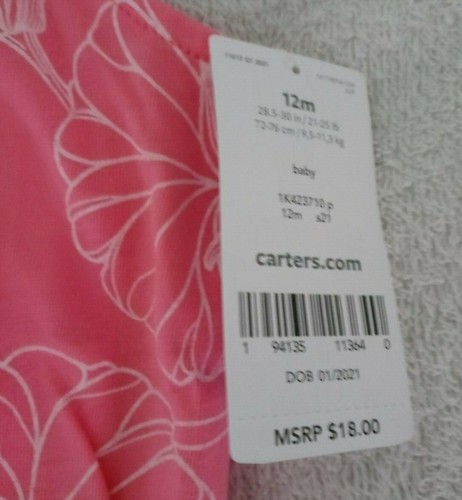 12m
28,5-30 in / 21-25 lb
72-76 cm / 9,5-11,3 kg
baby
1K423710 p
12m s21
carters.com
1 94135 11364 0
DOB 01/2021
MSRP $18.00